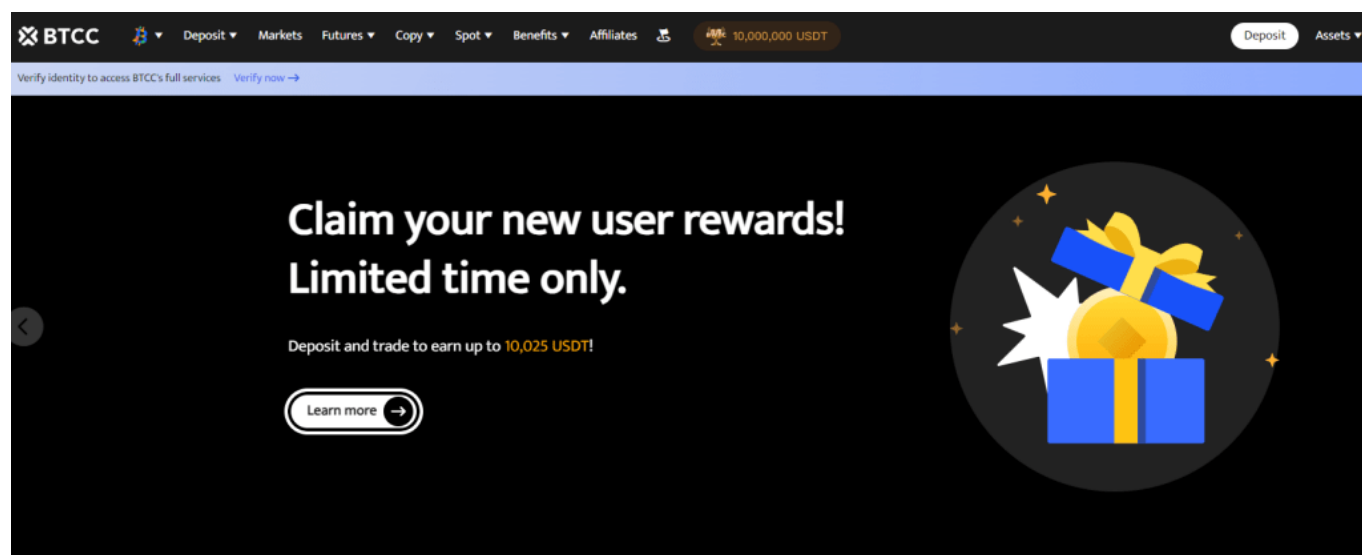 BTCC Deposit Markets Futures Copy Spot Benefits Affiliates 10,000,000 USDT Deposit Assets
Verify identity to access BTCC's full services Verify now →
Claim your new user rewards!
Limited time only.
Deposit and trade to earn up to 10,025 USDT!
Learn more →